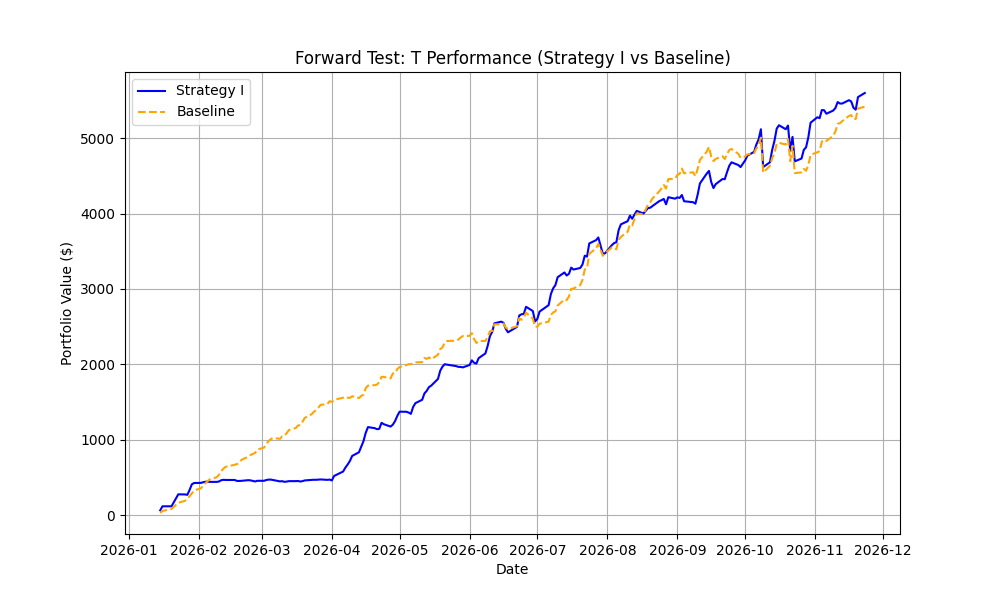 Forward Test: T Performance (Strategy I vs Baseline)
Strategy I
Baseline
Portfolio Value ($)
5000
4000
3000
2000
1000
0
2026-01 2026-02 2026-03 2026-04 2026-05 2026-06 2026-07 2026-08 2026-09 2026-10 2026-11 2026-12
Date